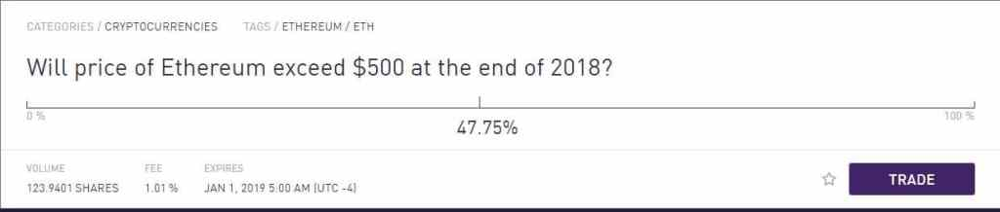 CATEGORIES / CRYPTOCURRENCIES TAGS / ETHEREUM / ETH
Will price of Ethereum exceed $500 at the end of 2018?
0 % 100 %
47.75%
VOLUME FEE EXPIRES
123.9401 SHARES 1.01 % JAN 1, 2019 5:00 AM (UTC -4)
TRADE